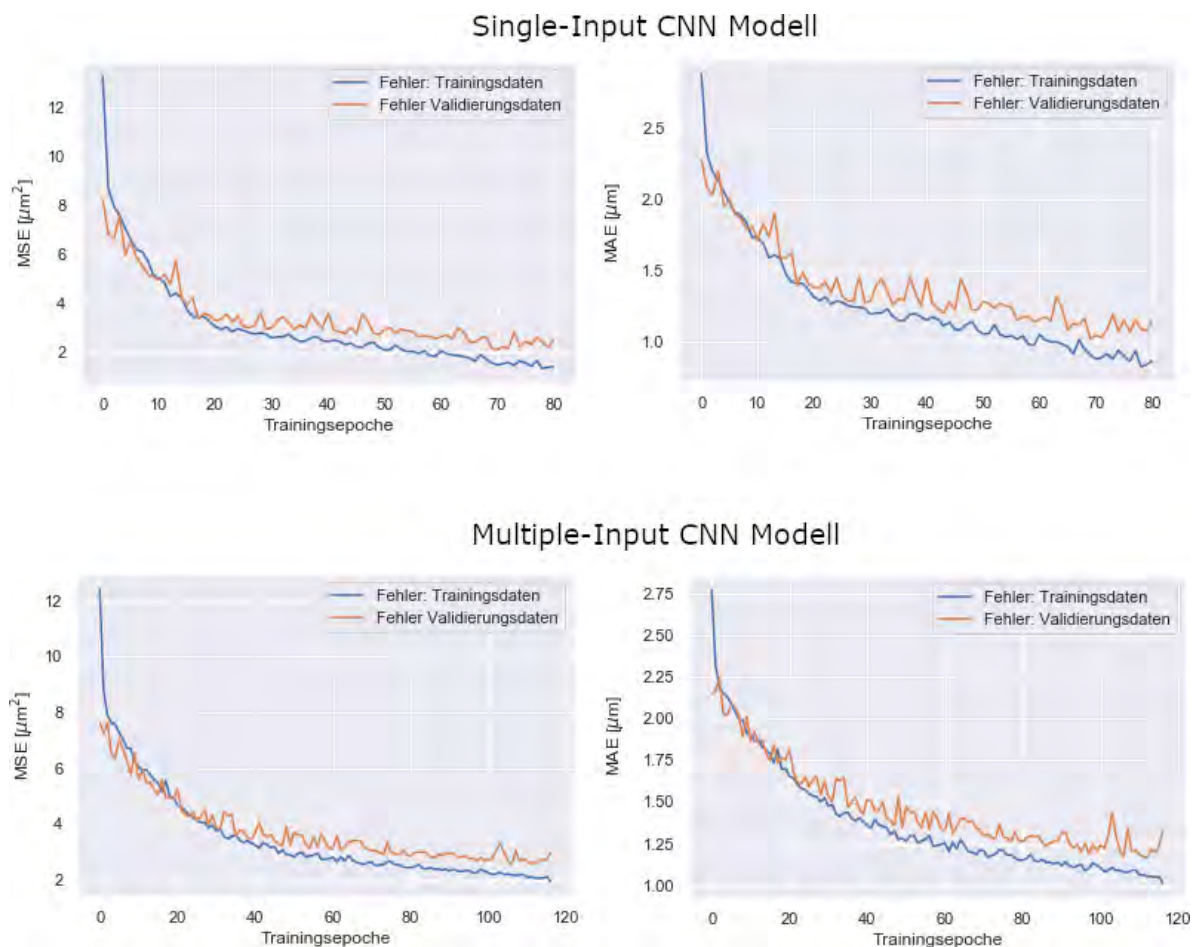 Single-Input CNN Modell
Fehler: Trainingsdaten
Fehler Validierungsdaten
12
10
8
6
4
2
MSE [μm²]
0 10 20 30 40 50 60 70 80
Trainingsepoche
Fehler: Trainingsdaten
Fehler: Validierungsdaten
2.5
2.0
1.5
1.0
MAE [μm]
0 10 20 30 40 50 60 70 80
Trainingsepoche
Multiple-Input CNN Modell
Fehler: Trainingsdaten
Fehler Validierungsdaten
12
10
8
6
4
2
MSE [μm²]
0 20 40 60 80 100 120
Trainingsepoche
Fehler: Trainingsdaten
Fehler: Validierungsdaten
2.75
2.50
2.25
2.00
1.75
1.50
1.25
1.00
MAE [μm]
0 20 40 60 80 100 120
Trainingsepoche